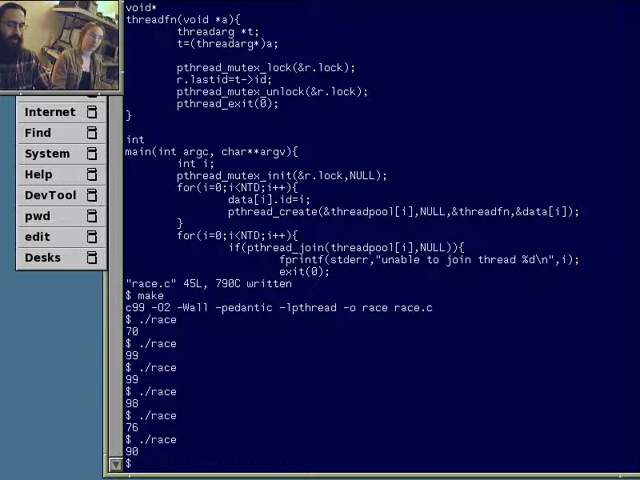 void*
threadfn(void *a){
threadarg *t;
t=(threadarg*)a;
pthread_mutex_lock(&r.lock);
r.lastid=t->id;
pthread_mutex_unlock(&r.lock);
pthread_exit(0);
}
int
main(int argc, char**argv){
int i;
pthread_mutex_init(&r.lock,NULL);
for(i=0;i<NTD;i++){
data[i].id=i;
pthread_create(&threadpool[i],NULL,&threadfn,&data[i]);
}
for(i=0;i<NTD;i++){
if(pthread_join(threadpool[i],NULL)){
fprintf(stderr,"unable to join thread %d\n",i);
exit(0);
"race.c" 45L, 790C written
$ make
c99 -O2 -Wall -pedantic -lpthread -o race race.c
$ ./race
70
$ ./race
99
$ ./race
99
$ ./race
98
$ ./race
76
$ ./race
90
$
Internet
Find
System
Help
DevTool
pwd
edit
Desks